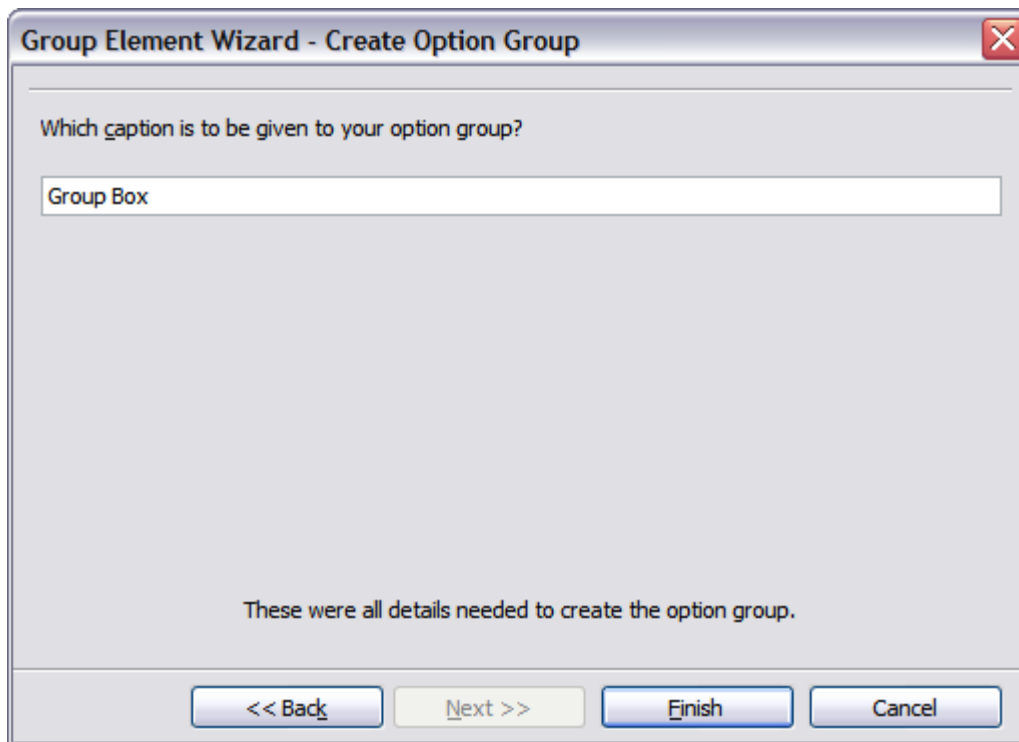 Group Element Wizard - Create Option Group
Which caption is to be given to your option group?
Group Box
These were all details needed to create the option group.
<< Back
Next >>
Finish
Cancel